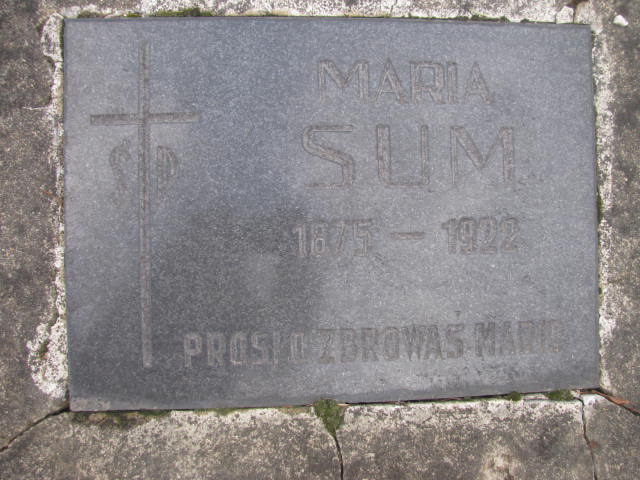 Ś P
MARIA
SUM
1875 – 1922
PROSI O ZDROWAŚ MARIO